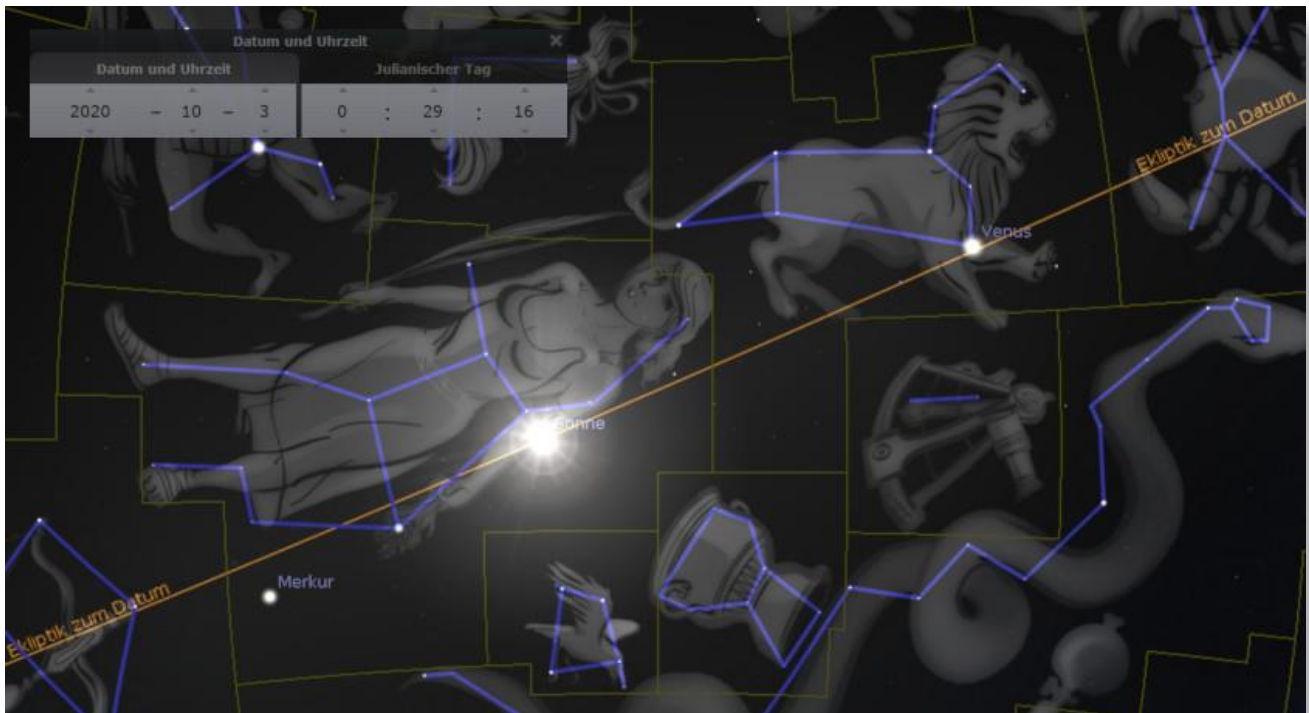 Datum und Uhrzeit ×
Datum und Uhrzeit
Julianischer Tag
2020 – 10 – 3
0 : 29 : 16
Ekliptik zum Datum
Venus
Sonne
Merkur
Ekliptik zum Datum